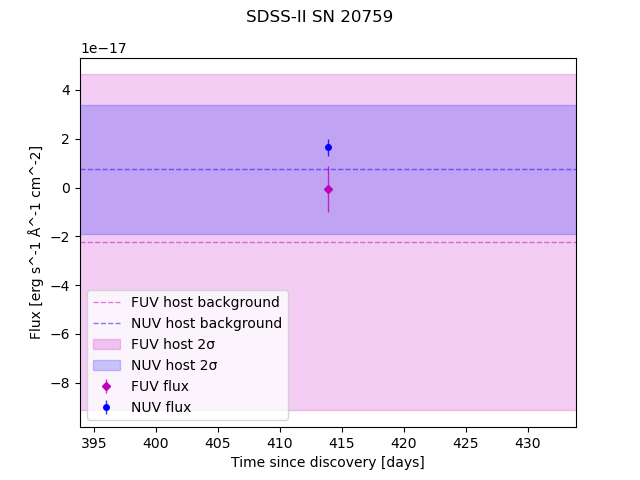 SDSS-II SN 20759
1e−17
4
2
0
−2
−4
−6
−8
Flux [erg s^-1 Å^-1 cm^-2]
FUV host background
NUV host background
FUV host 2σ
NUV host 2σ
FUV flux
NUV flux
395 400 405 410 415 420 425 430
Time since discovery [days]